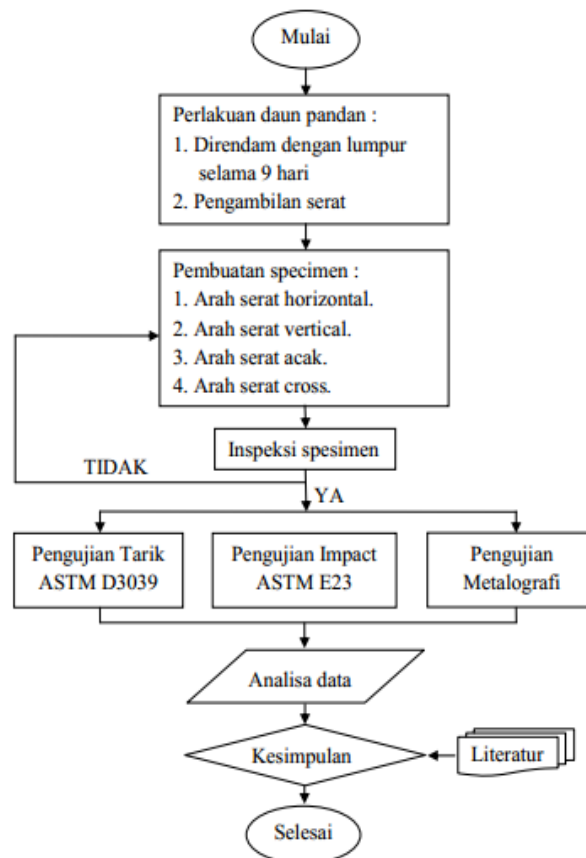 Mulai
Perlakuan daun pandan :
1. Direndam dengan lumpur
selama 9 hari
2. Pengambilan serat
Pembuatan specimen :
1. Arah serat horizontal.
2. Arah serat vertical.
3. Arah serat acak.
4. Arah serat cross.
Inspeksi spesimen
TIDAK
YA
Pengujian Tarik
ASTM D3039
Pengujian Impact
ASTM E23
Pengujian
Metalografi
Analisa data
Kesimpulan
Literatur
Selesai